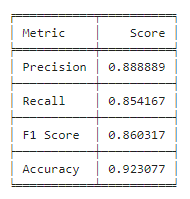 Metric Score
Precision 0.888889
Recall 0.854167
F1 Score 0.860317
Accuracy 0.923077